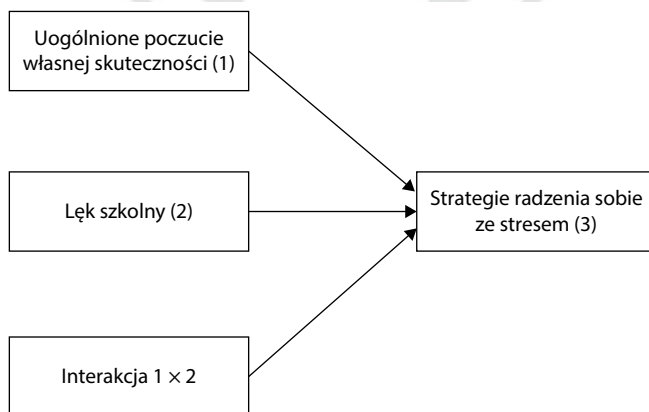 Uogólnione poczucie
własnej skuteczności (1)
Lęk szkolny (2)
Strategie radzenia sobie
ze stresem (3)
Interakcja 1 × 2